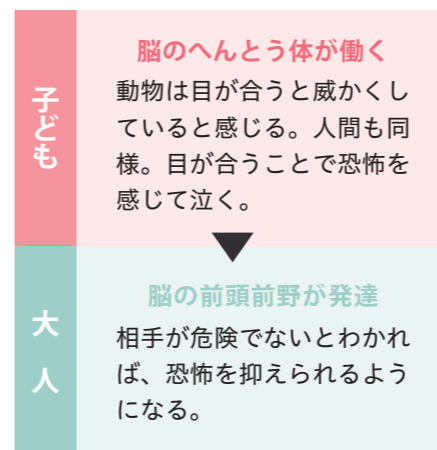 子ども
脳のへんとう体が働く
動物は目が合うと威かくし
ていると感じる。人間も同
様。目が合うことで恐怖を
感じて泣く。
大人
脳の前頭前野が発達
相手が危険でないとわかれ
ば、恐怖を抑えられるよう
になる。